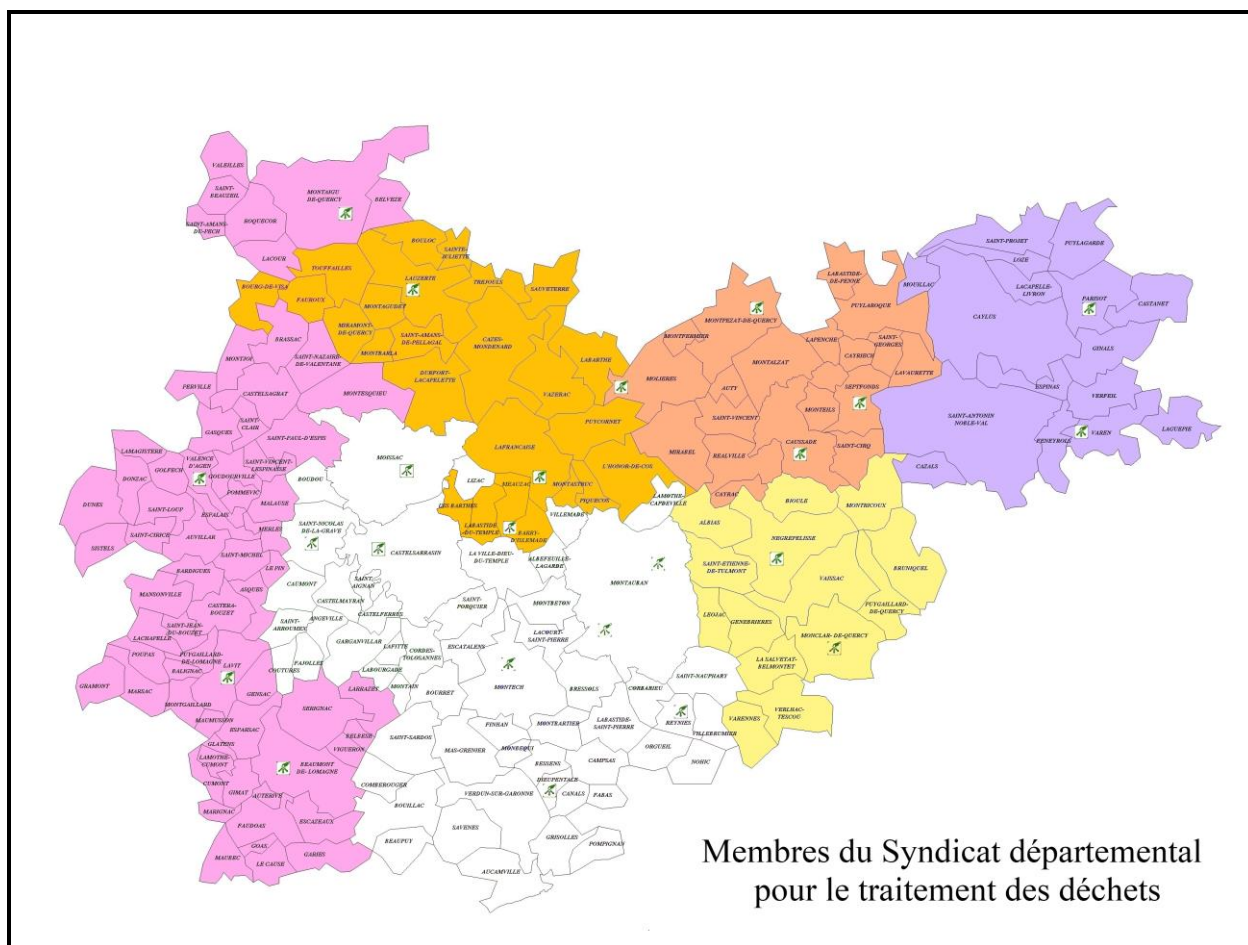 VALEILLES
SAINT-
BEAUZEIL
MONTAIGU
DE-QUERCY
BELVEZE
SAINT-AMANS-
DU-PECH
ROQUECOR
LACOUR
BOULOC
SAINTE-
JULIETTE
TOUFFAILLES
LAUZERTE
TREJOULS
SAUVETERRE
BOURG-DE-VISA
FAUROUX
MONTAGUDET
MIRAMONT-
DE-QUERCY
SAINT-AMANS-
DE-PELLAGAL
CAZES-
MONDENARD
MONTBARLA
LABARTHE
DURFORT-
LACAPELETTE
VAZERAC
BRASSAC
SAINT-NAZAIRE-
DE-VALENTANE
MONTJOI
MONTESQUIEU
PERVILLE
CASTELSAGRAT
PUYCORNET
GASQUES
SAINT-
CLAIR
SAINT-PAUL-D'ESPIS
LAFRANCAISE
L'HONOR-DE-COS
LAMAGISTERE
VALENCE
D'AGEN
SAINT-VINCENT-
LESPINASSE
GOLFECH
GOUDOURVILLE
DONZAC
POMMEVIC
MOISSAC
LIZAC
MEAUZAC
MONTASTRUC
PIQUECOS
BOUDOU
DUNES
SAINT-LOUP
ESPALAIS
MALAUSE
LES BARTHES
LABASTIDE
-DU-TEMPLE
BARRY-
D'ISLEMADE
VILLEMADE
LAMOTHE-
CAPDEVILLE
SISTELS
SAINT-CIRICE
AUVILLAR
MERLES
SAINT-NICOLAS
DE-LA-GRAVE
CASTELSARRASIN
LA VILLE-DIEU-
DU-TEMPLE
ALBEFEUILLE-
LAGARDE
MONTAUBAN
SAINT-MICHEL
LE PIN
BARDIGUES
CAUMONT
SAINT-
AIGNAN
MANSONVILLE
ASQUES
CASTELMAYRAN
CASTELFERRUS
SAINT-
PORQUIER
MONTBETON
CASTERA-
BOUZET
SAINT-
ARROUMEX
ANGEVILLE
LACOURT-
SAINT-PIERRE
SAINT-JEAN-
DU-BOUZET
GARGANVILLAR
LAFITTE
CORDES-
TOLOSANNES
ESCATALENS
LACHAPELLE
POUPAS
PUYGAILLARD-
DE-LOMAGNE
BALIGNAC
LAVIT
FAJOLLES
COUTURES
LABOURGADE
MONTAIN
GRAMONT
MARSAC
MONTGAILLARD
GENSAC
LARRAZET
BOURRET
MONTECH
BRESSOLS
CORBARIEU
SAINT-NAUPHARY
MAUMUSSON
SERIGNAC
ESPARSAC
BELBESE
SAINT-SARDOS
FINHAN
MONTBARTIER
LABASTIDE-
SAINT-PIERRE
REYNIES
VILLEBRUMIER
GLATENS
VIGUERON
LAMOTHE-
CUMONT
BEAUMONT
DE- LOMAGNE
MAS-GRENIER
MONBEQUI
BESSENS
CAMPSAS
ORGUEIL
NOHIC
CUMONT
GIMAT
AUTERIVE
COMBEROUGER
DIEUPENTALE
CANALS
FABAS
MARIGNAC
BOUILLAC
VERDUN-SUR-GARONNE
FAUDOAS
ESCAZEAUX
GOAS
SAVENES
GRISOLLES
POMPIGNAN
MAUBEC
LE CAUSE
GARIES
BEAUPUY
AUCAMVILLE
LABASTIDE-
DE-PENNE
MONTPEZAT-DE-QUERCY
PUYLAROQUE
MONTFERMIER
LAPENCHE
SAINT-
GEORGES
MONTALZAT
CAYRIECH
LAVAURETTE
MOLIERES
AUTY
SEPTFONDS
SAINT-VINCENT
MONTEILS
MIRABEL
REALVILLE
CAUSSADE
SAINT-CIRQ
CAYRAC
SAINT-PROJET
PUYLAGARDE
LOZE
MOUILLAC
LACAPELLE-
LIVRON
PARISOT
CASTANET
CAYLUS
GINALS
ESPINAS
VERFEIL
SAINT-ANTONIN
NOBLE-VAL
FENEYROLS
VAREN
LAGUEPIE
CAZALS
BIOULE
MONTRICOUX
ALBIAS
NEGREPELISSE
SAINT-ETIENNE-
DE-TULMONT
VAISSAC
BRUNIQUEL
LEOJAC
GENEBRIERES
PUYGAILLARD-
DE-QUERCY
MONCLAR- DE-QUERCY
LA SALVETAT-
BELMONTET
VARENNES
VERLHAC-
TESCOU
Membres du Syndicat départemental
pour le traitement des déchets